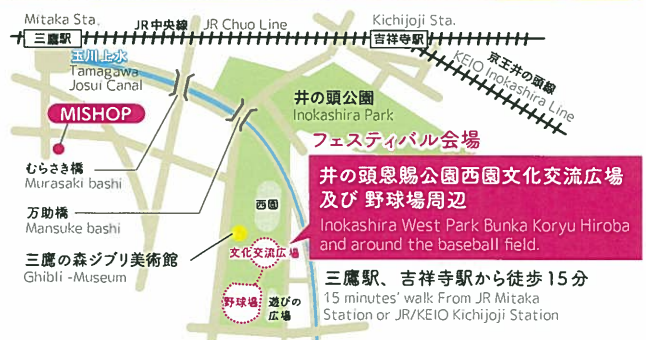 Mitaka Sta.
三鷹駅
JR中央線
JR Chuo Line
Kichijoji Sta.
吉祥寺駅
京王井の頭線
KEIO Inokashira Line
玉川上水
Tamagawa
Josui Canal
MISHOP
井の頭公園
Inokashira Park
フェスティバル会場
井の頭恩賜公園西園文化交流広場
及び 野球場周辺
Inokashira West Park Bunka Koryu Hiroba
and around the baseball field.
むらさき橋
Murasaki bashi
万助橋
Mansuke bashi
西園
三鷹の森ジブリ美術館
Ghibli -Museum
文化交流広場
野球場
遊びの
広場
三鷹駅、吉祥寺駅から徒歩15分
15 minutes' walk From JR Mitaka
Station or JR/KEIO Kichijoji Station